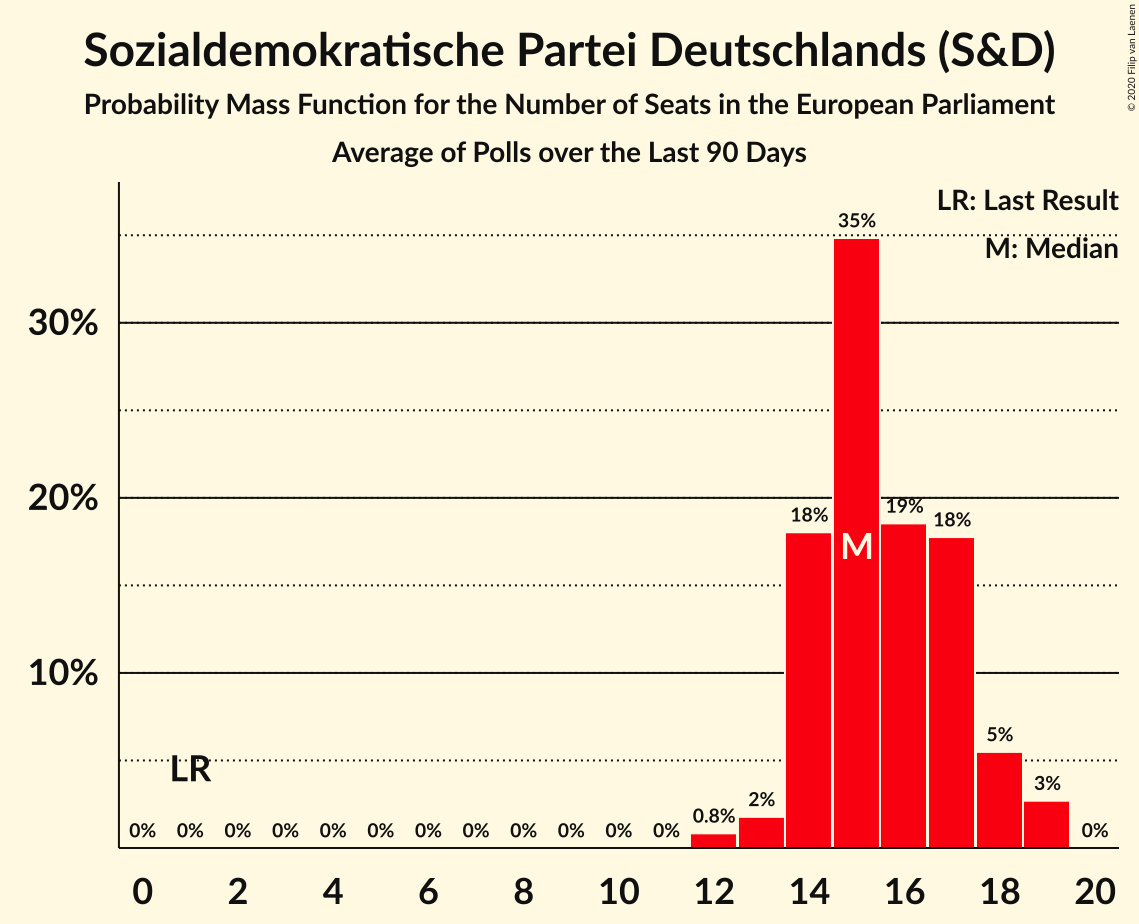 Sozialdemokratische Partei Deutschlands (S&D)
Probability Mass Function for the Number of Seats in the European Parliament
Average of Polls over the Last 90 Days
© 2020 Filip van Laenen
LR: Last Result
M: Median
35%
30%
20%
19%
18%
18%
M
10%
5%
LR
3%
2%
0.8%
0% 0% 0% 0% 0% 0% 0% 0% 0% 0% 0% 0% 0%
0 2 4 6 8 10 12 14 16 18 20